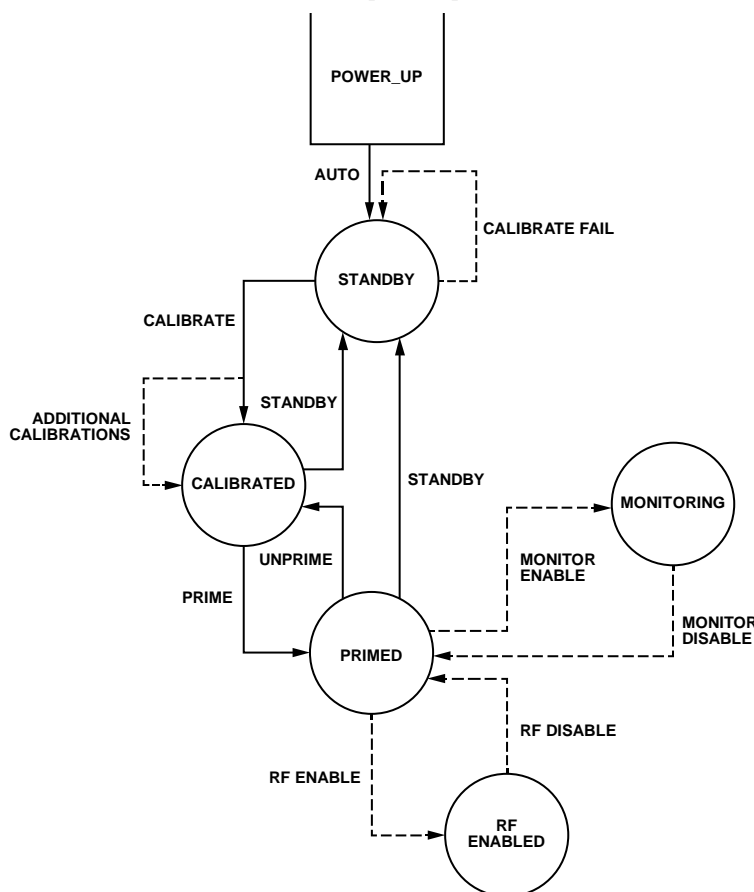 POWER_UP
AUTO
CALIBRATE FAIL
STANDBY
CALIBRATE
STANDBY
ADDITIONAL
CALIBRATIONS
CALIBRATED
STANDBY
MONITORING
UNPRIME
MONITOR
ENABLE
PRIME
MONITOR
DISABLE
PRIMED
RF DISABLE
RF ENABLE
RF
ENABLED